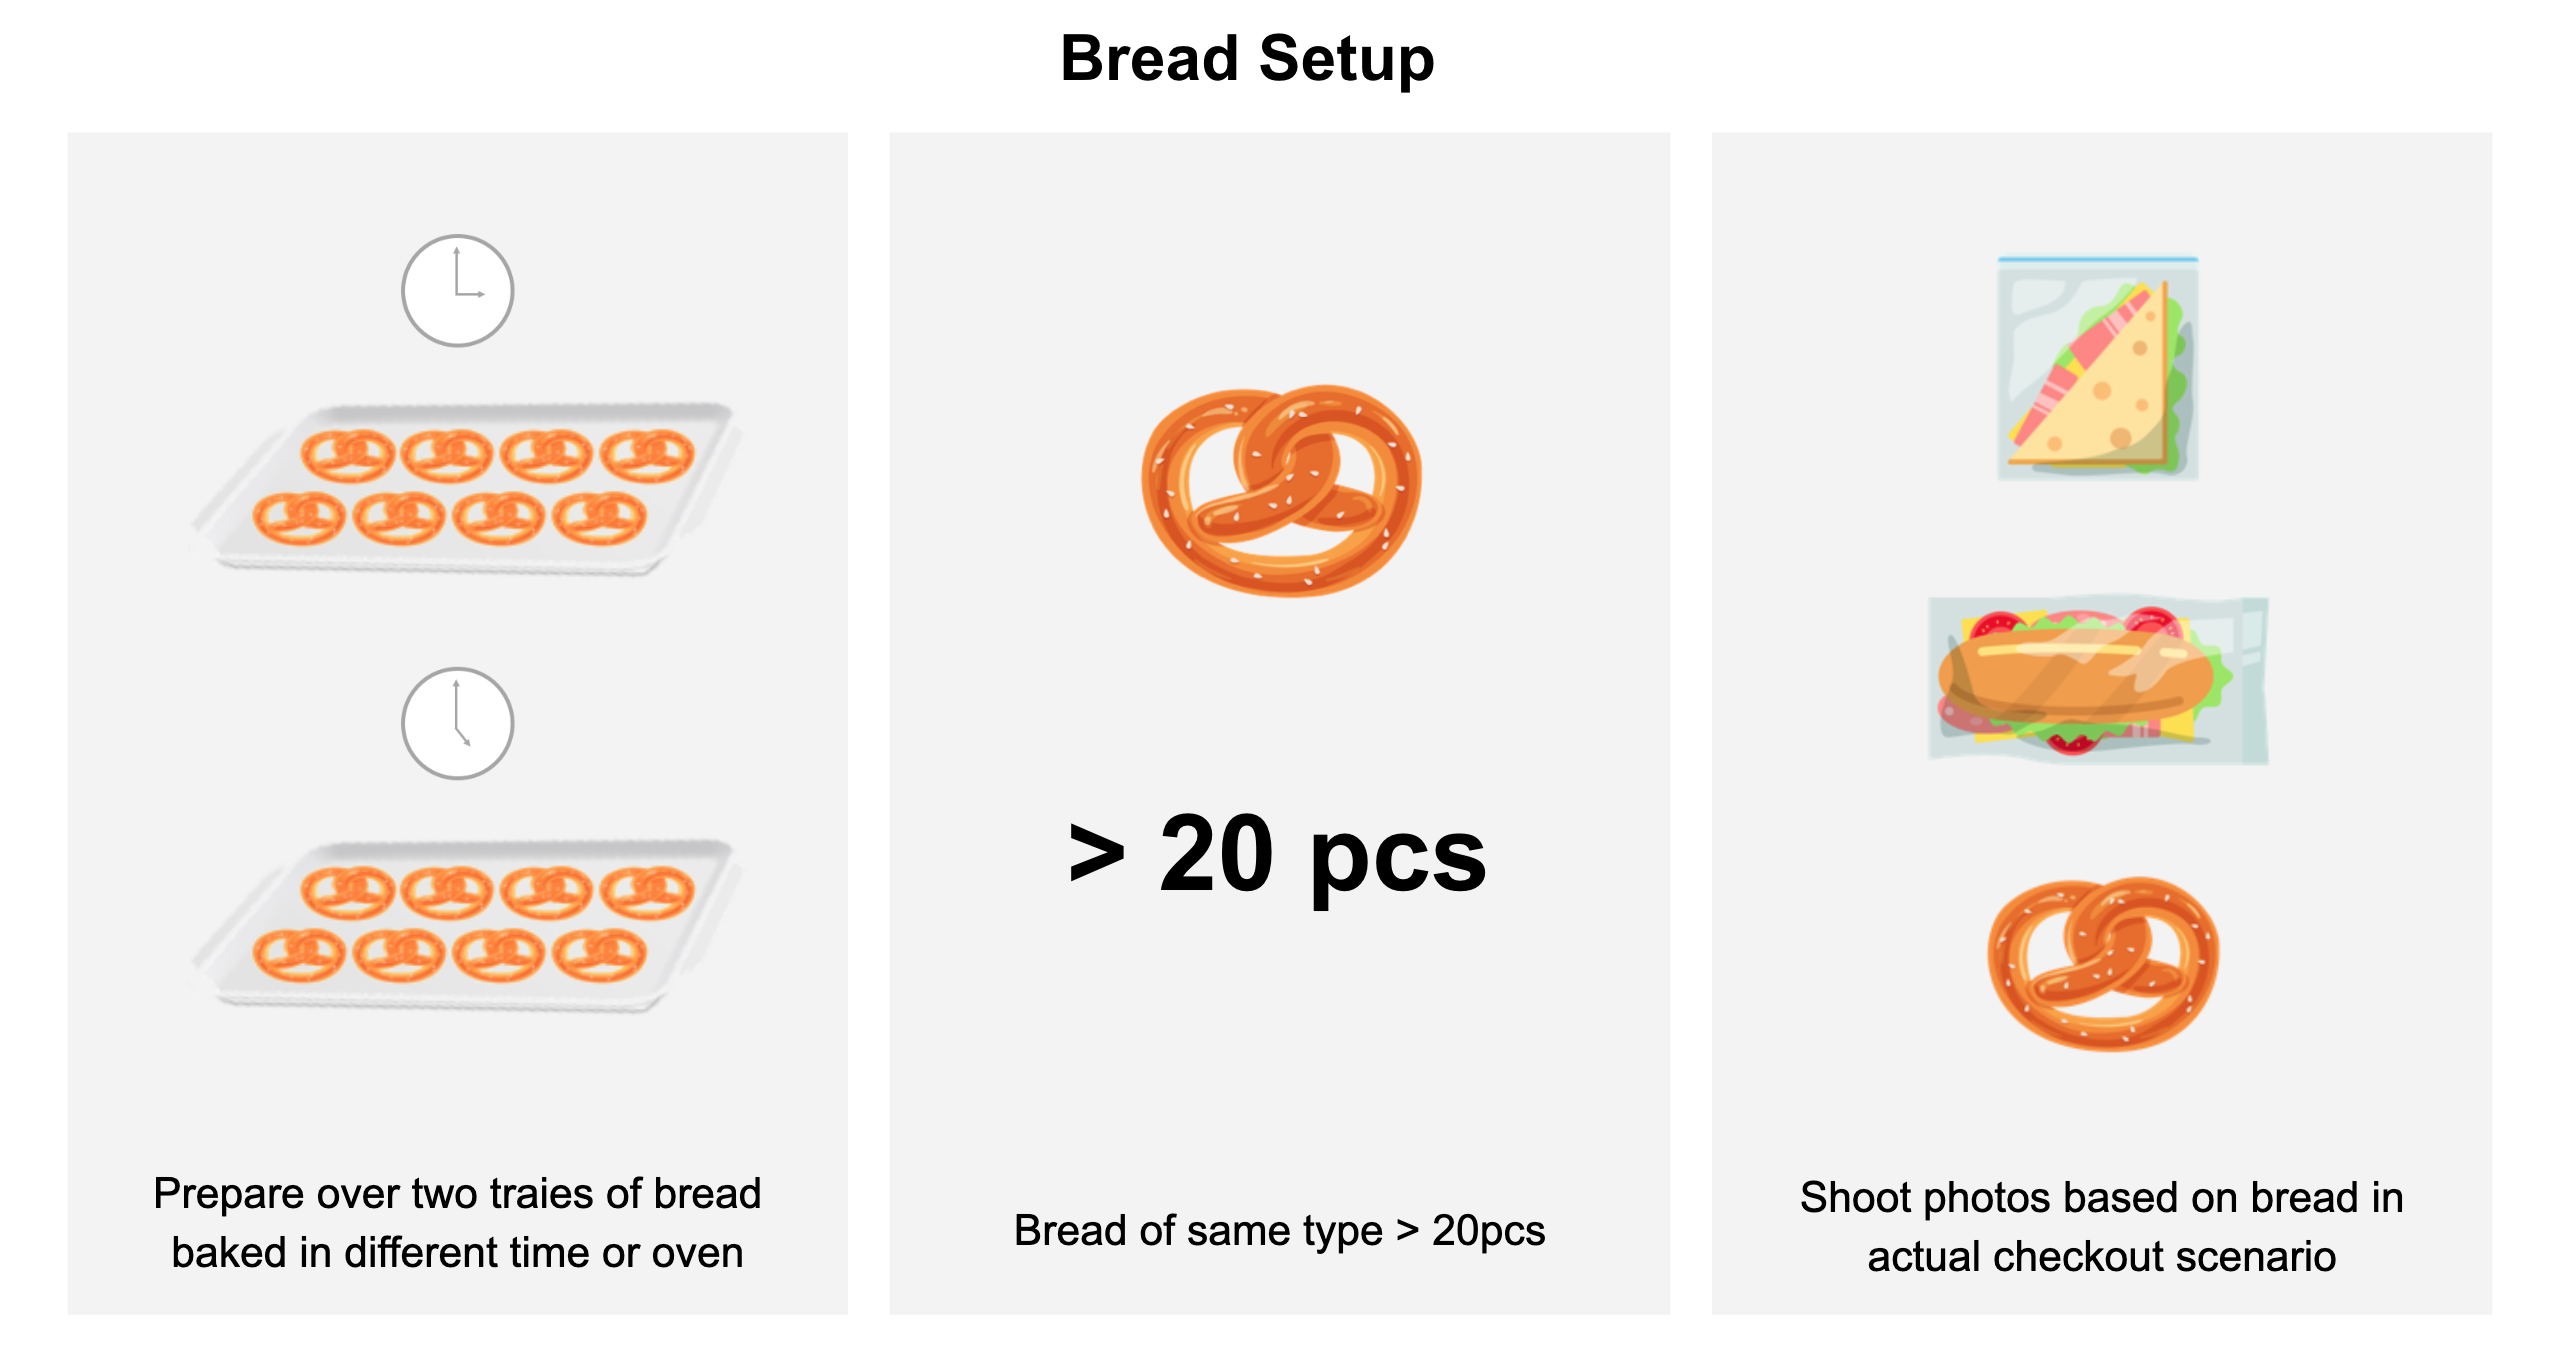 Bread Setup
Prepare over two traies of bread
baked in different time or oven
> 20 pcs
Bread of same type > 20pcs
Shoot photos based on bread in
actual checkout scenario